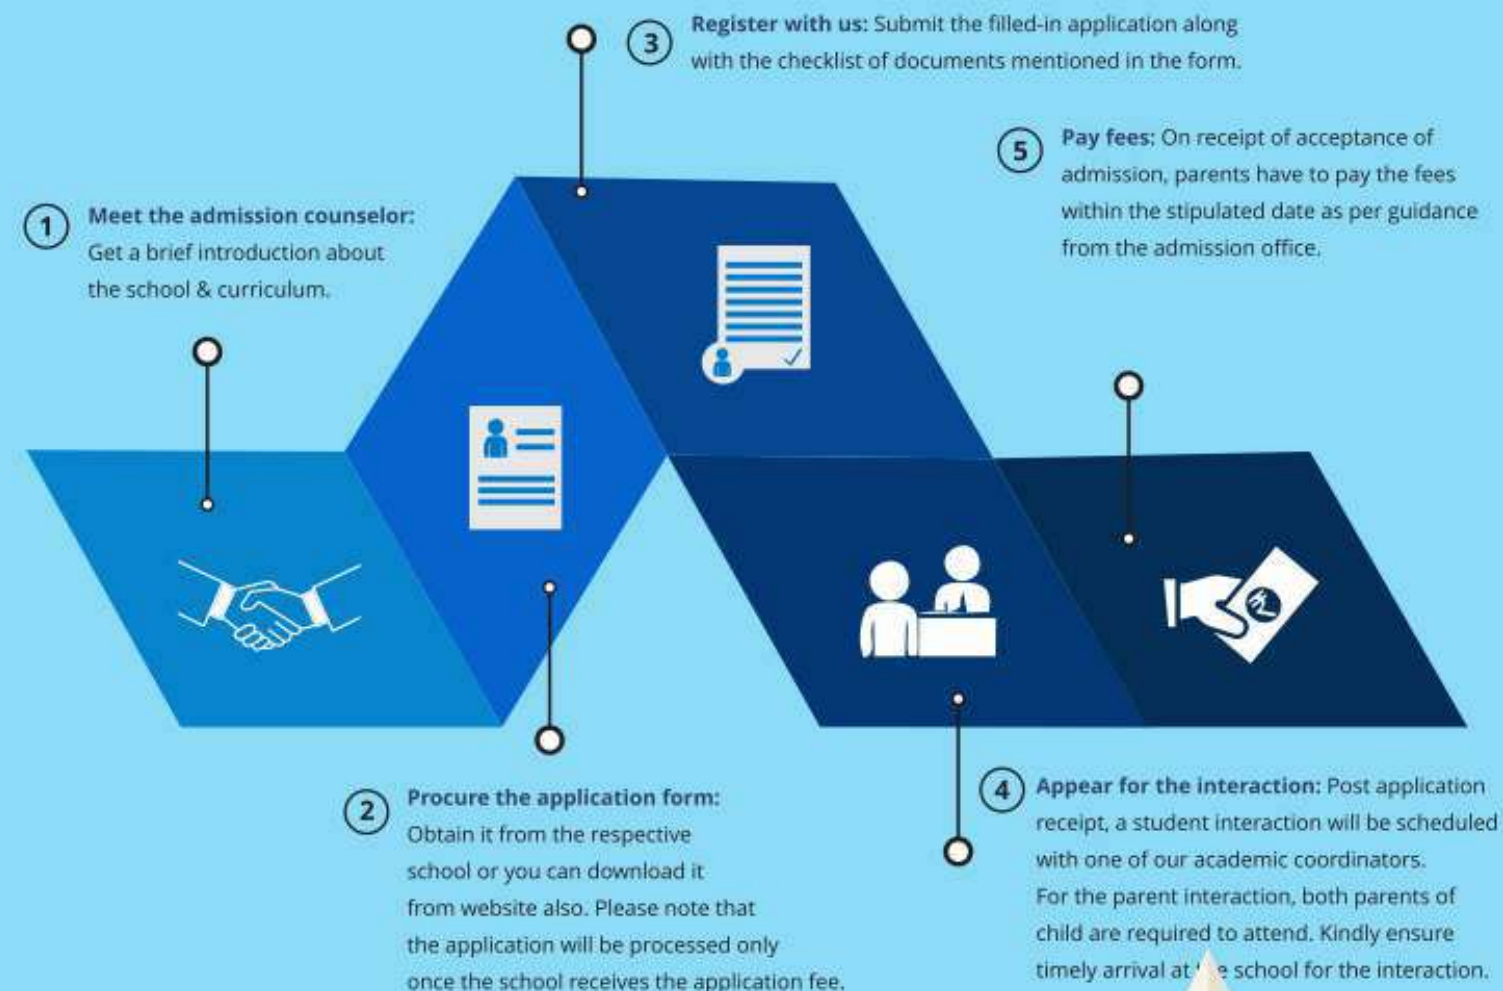 1
Meet the admission counselor:
Get a brief introduction about
the school & curriculum.
2
Procure the application form:
Obtain it from the respective
school or you can download it
from website also. Please note that
the application will be processed only
once the school receives the application fee.
3
Register with us: Submit the filled-in application along
with the checklist of documents mentioned in the form.
4
Appear for the interaction: Post application
receipt, a student interaction will be scheduled
with one of our academic coordinators.
For the parent interaction, both parents of
child are required to attend. Kindly ensure
timely arrival at the school for the interaction.
5
Pay fees: On receipt of acceptance of
admission, parents have to pay the fees
within the stipulated date as per guidance
from the admission office.
₹